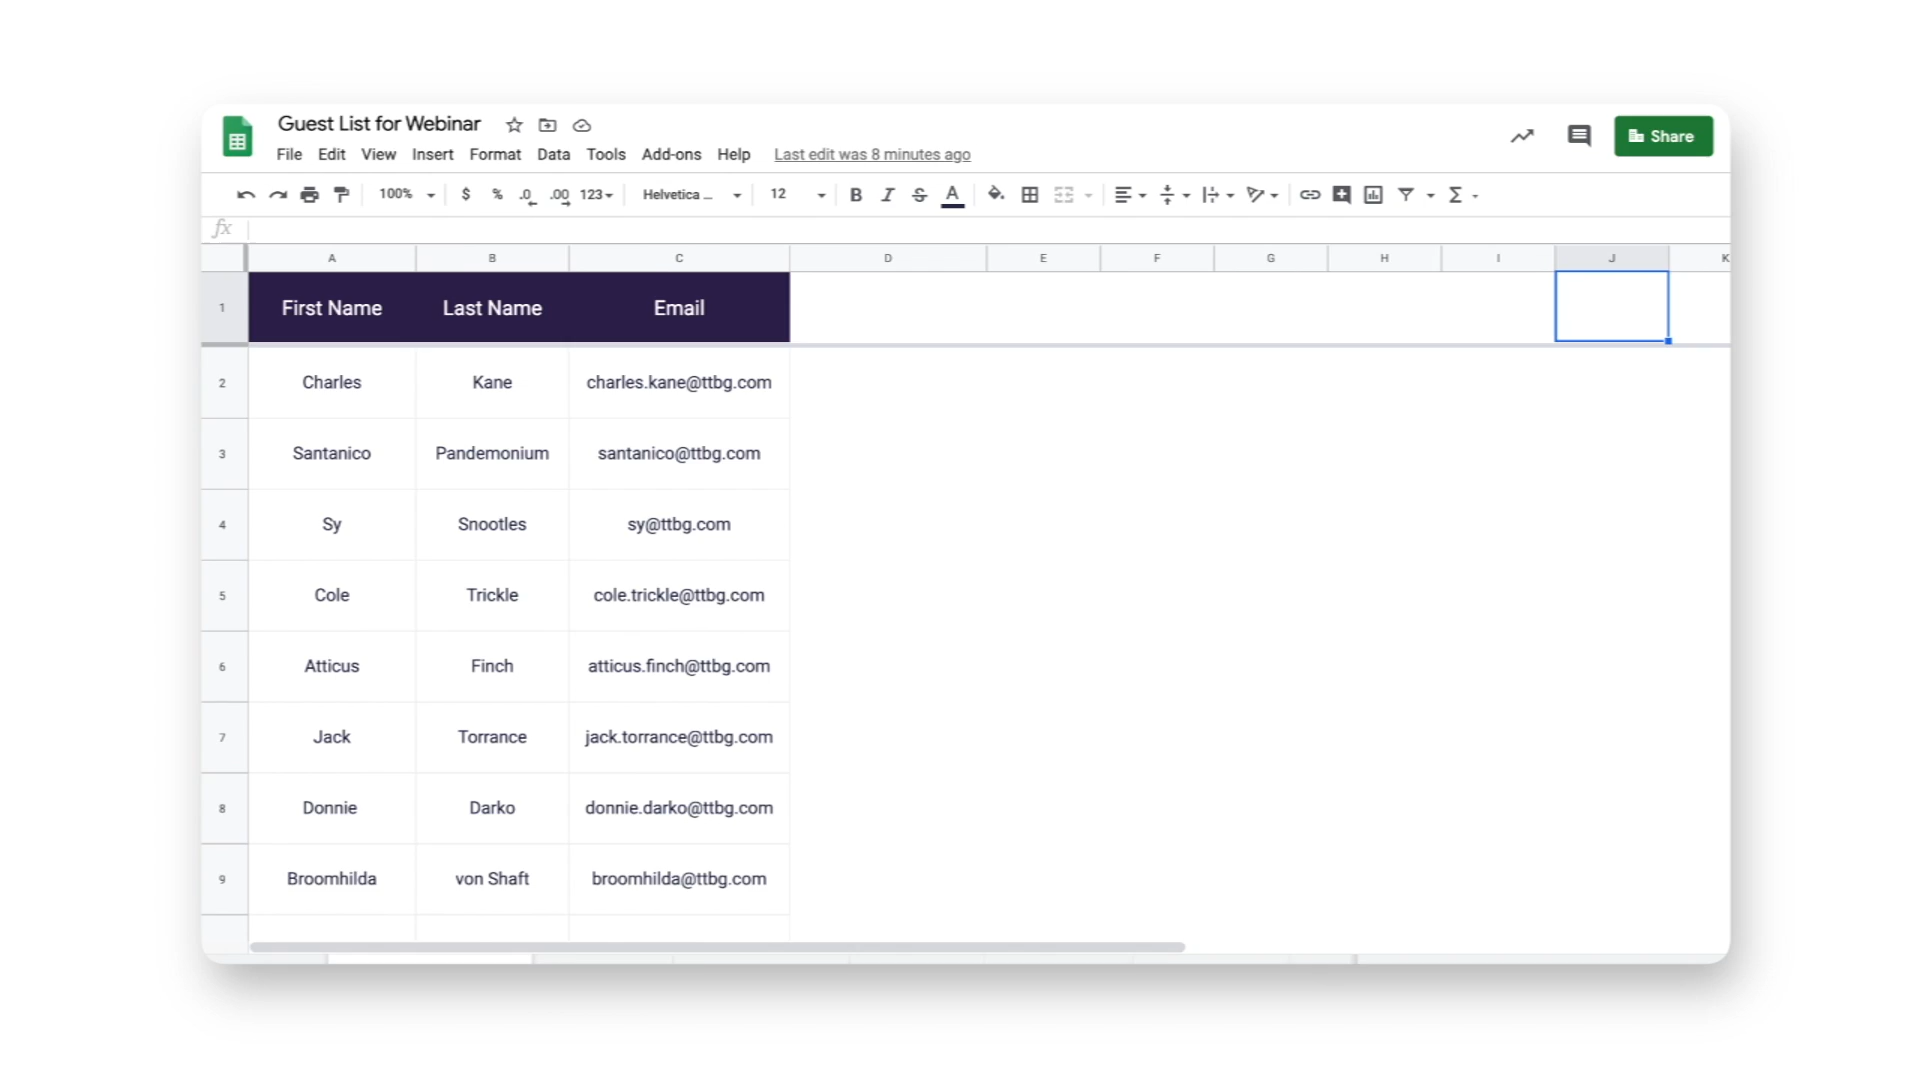 Guest List for Webinar
File Edit View Insert Format Data Tools Add-ons Help Last edit was 8 minutes ago
Share
100% $ % .0 .00 123 Helvetica ... 12 B I S A Σ
fx
A B C D E F G H I J K
1 First Name Last Name Email
2 Charles Kane charles.kane@ttbg.com
3 Santanico Pandemonium santanico@ttbg.com
4 Sy Snootles sy@ttbg.com
5 Cole Trickle cole.trickle@ttbg.com
6 Atticus Finch atticus.finch@ttbg.com
7 Jack Torrance jack.torrance@ttbg.com
8 Donnie Darko donnie.darko@ttbg.com
9 Broomhilda von Shaft broomhilda@ttbg.com